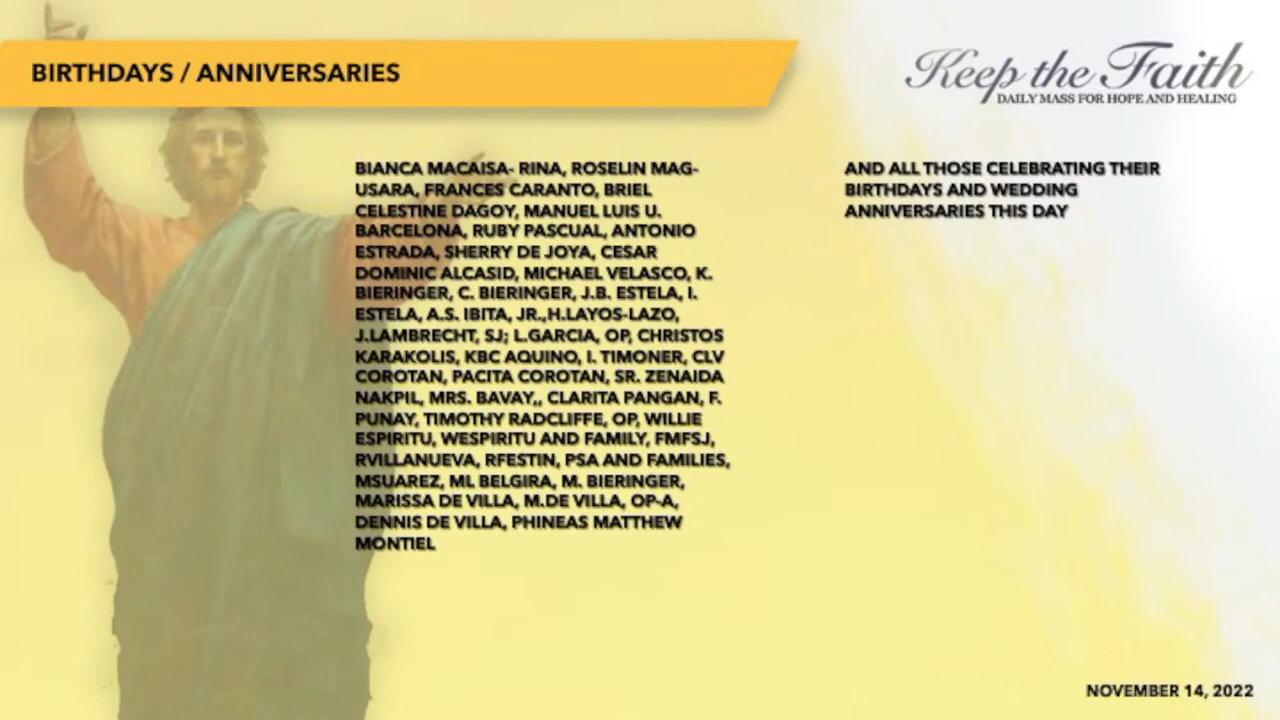 BIRTHDAYS / ANNIVERSARIES
Keep the Faith
DAILY MASS FOR HOPE AND HEALING
BIANCA MACAISA- RINA, ROSELIN MAG-
USARA, FRANCES CARANTO, BRIEL
CELESTINE DAGOY, MANUEL LUIS U.
BARCELONA, RUBY PASCUAL, ANTONIO
ESTRADA, SHERRY DE JOYA, CESAR
DOMINIC ALCASID, MICHAEL VELASCO, K.
BIERINGER, C. BIERINGER, J.B. ESTELA, I.
ESTELA, A.S. IBITA, JR.,H.LAYOS-LAZO,
J.LAMBRECHT, SJ; L.GARCIA, OP, CHRISTOS
KARAKOLIS, KBC AQUINO, I. TIMONER, CLV
COROTAN, PACITA COROTAN, SR. ZENAIDA
NAKPIL, MRS. BAVAY,, CLARITA PANGAN, F.
PUNAY, TIMOTHY RADCLIFFE, OP, WILLIE
ESPIRITU, WESPIRITU AND FAMILY, FMFSJ,
RVILLANUEVA, RFESTIN, PSA AND FAMILIES,
MSUAREZ, ML BELGIRA, M. BIERINGER,
MARISSA DE VILLA, M.DE VILLA, OP-A,
DENNIS DE VILLA, PHINEAS MATTHEW
MONTIEL
AND ALL THOSE CELEBRATING THEIR
BIRTHDAYS AND WEDDING
ANNIVERSARIES THIS DAY
NOVEMBER 14, 2022